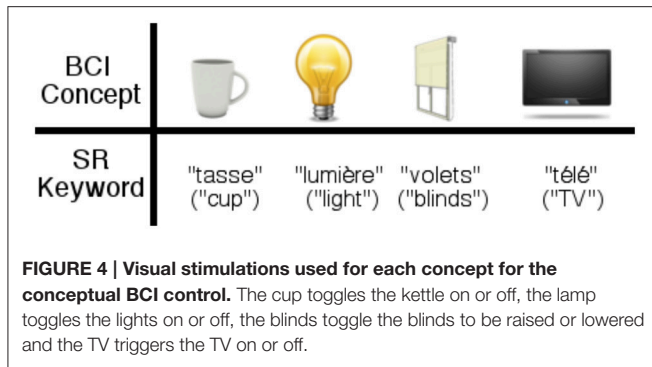 BCI
Concept
SR
Keyword
"tasse" "lumière" "volets" "télé"
("cup") ("light") ("blinds") ("TV")
FIGURE 4 | Visual stimulations used for each concept for the
conceptual BCI control. The cup toggles the kettle on or off, the lamp
toggles the lights on or off, the blinds toggle the blinds to be raised or lowered
and the TV triggers the TV on or off.